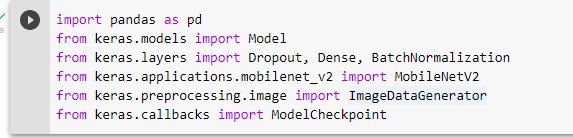 import pandas as pd
from keras.models import Model
from keras.layers import Dropout, Dense, BatchNormalization
from keras.applications.mobilenet_v2 import MobileNetV2
from keras.preprocessing.image import ImageDataGenerator
from keras.callbacks import ModelCheckpoint